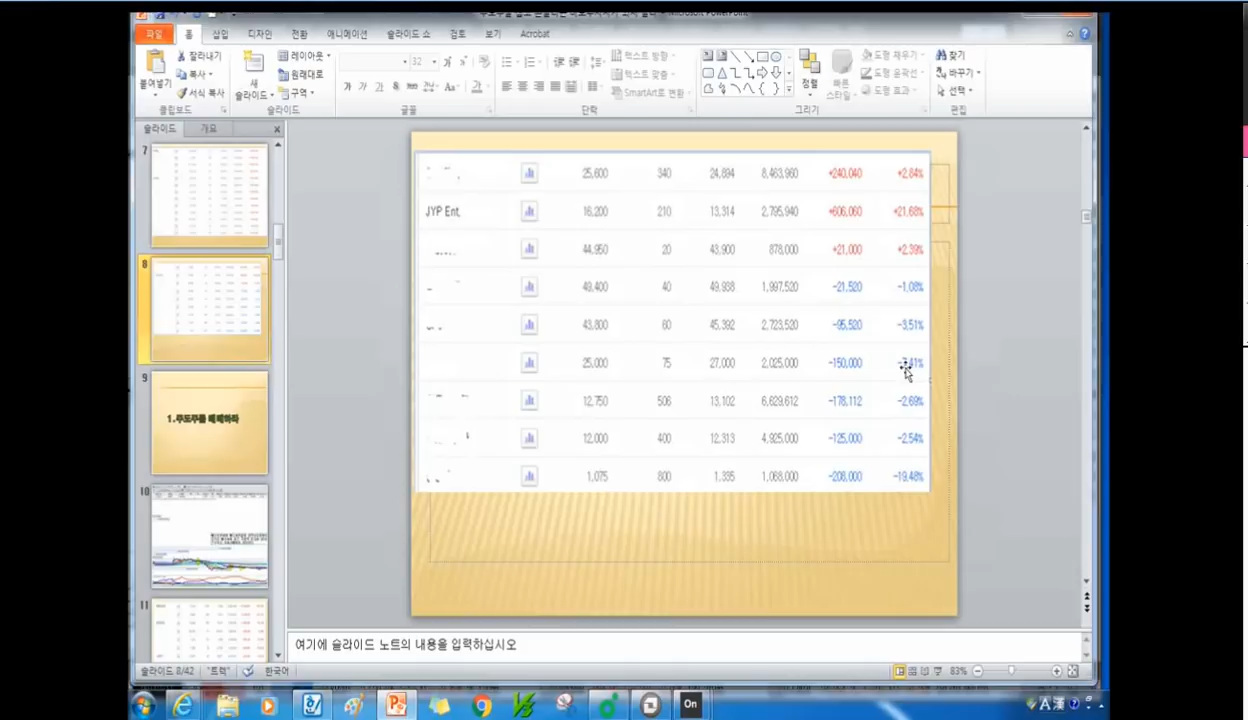 파일 홈 삽입 디자인 전환 애니메이션 슬라이드 쇼 검토 보기 Acrobat
붙여넣기 잘라내기 복사 서식 복사
새 슬라이드 레이아웃 원래대로 구역
32
텍스트 방향 텍스트 맞춤 SmartArt로 변환
정렬 빠른 스타일 도형 채우기 도형 윤곽선 도형 효과
찾기 바꾸기 선택
클립보드 슬라이드 글꼴 단락 그리기 편집
슬라이드 개요
7
8
9
1.주도주를 매매하라
10
11
25,600 340 24,894 8,463,960 +240,040 +2.84%
JYP Ent. 16,200 210 13,314 2,795,940 +606,060 +21.68%
44,950 20 43,900 878,000 +21,000 +2.39%
49,400 40 49,938 1,997,520 -21,520 -1.08%
43,800 60 45,392 2,723,520 -95,520 -3.51%
25,000 75 27,000 2,025,000 -150,000
12,750 506 13,102 6,629,612 -178,112 -2.69%
12,000 400 12,313 4,925,000 -125,000 -2.54%
1,075 800 1,335 1,068,000 -208,000 -19.48%
여기에 슬라이드 노트의 내용을 입력하십시오
슬라이드 8/42 "트렉" 한국어 83%
On
A 漢